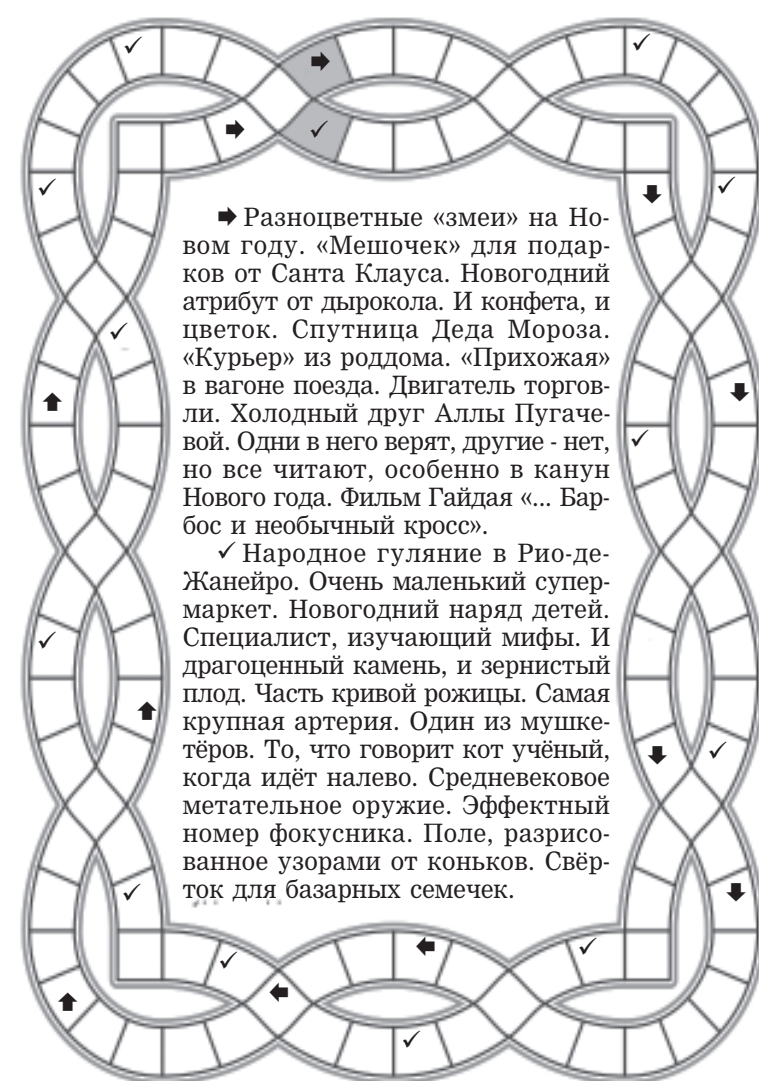 Разноцветные «змеи» на Но-
вом году. «Мешочек» для подар-
ков от Санта Клауса. Новогодний
атрибут от дырокола. И конфета, и
цветок. Спутница Деда Мороза.
«Курьер» из роддома. «Прихожая»
в вагоне поезда. Двигатель торгов-
ли. Холодный друг Аллы Пугаче-
вой. Одни в него верят, другие - нет,
но все читают, особенно в канун
Нового года. Фильм Гайдая «... Бар-
бос и необычный кросс».
✓ Народное гуляние в Рио-де-
Жанейро. Очень маленький супер-
маркет. Новогодний наряд детей.
Специалист, изучающий мифы. И
драгоценный камень, и зернистый
плод. Часть кривой рожицы. Самая
крупная артерия. Один из мушке-
тёров. То, что говорит кот учёный,
когда идёт налево. Средневековое
метательное оружие. Эффектный
номер фокусника. Поле, разрисо-
ванное узорами от коньков. Свёр-
ток для базарных семечек.